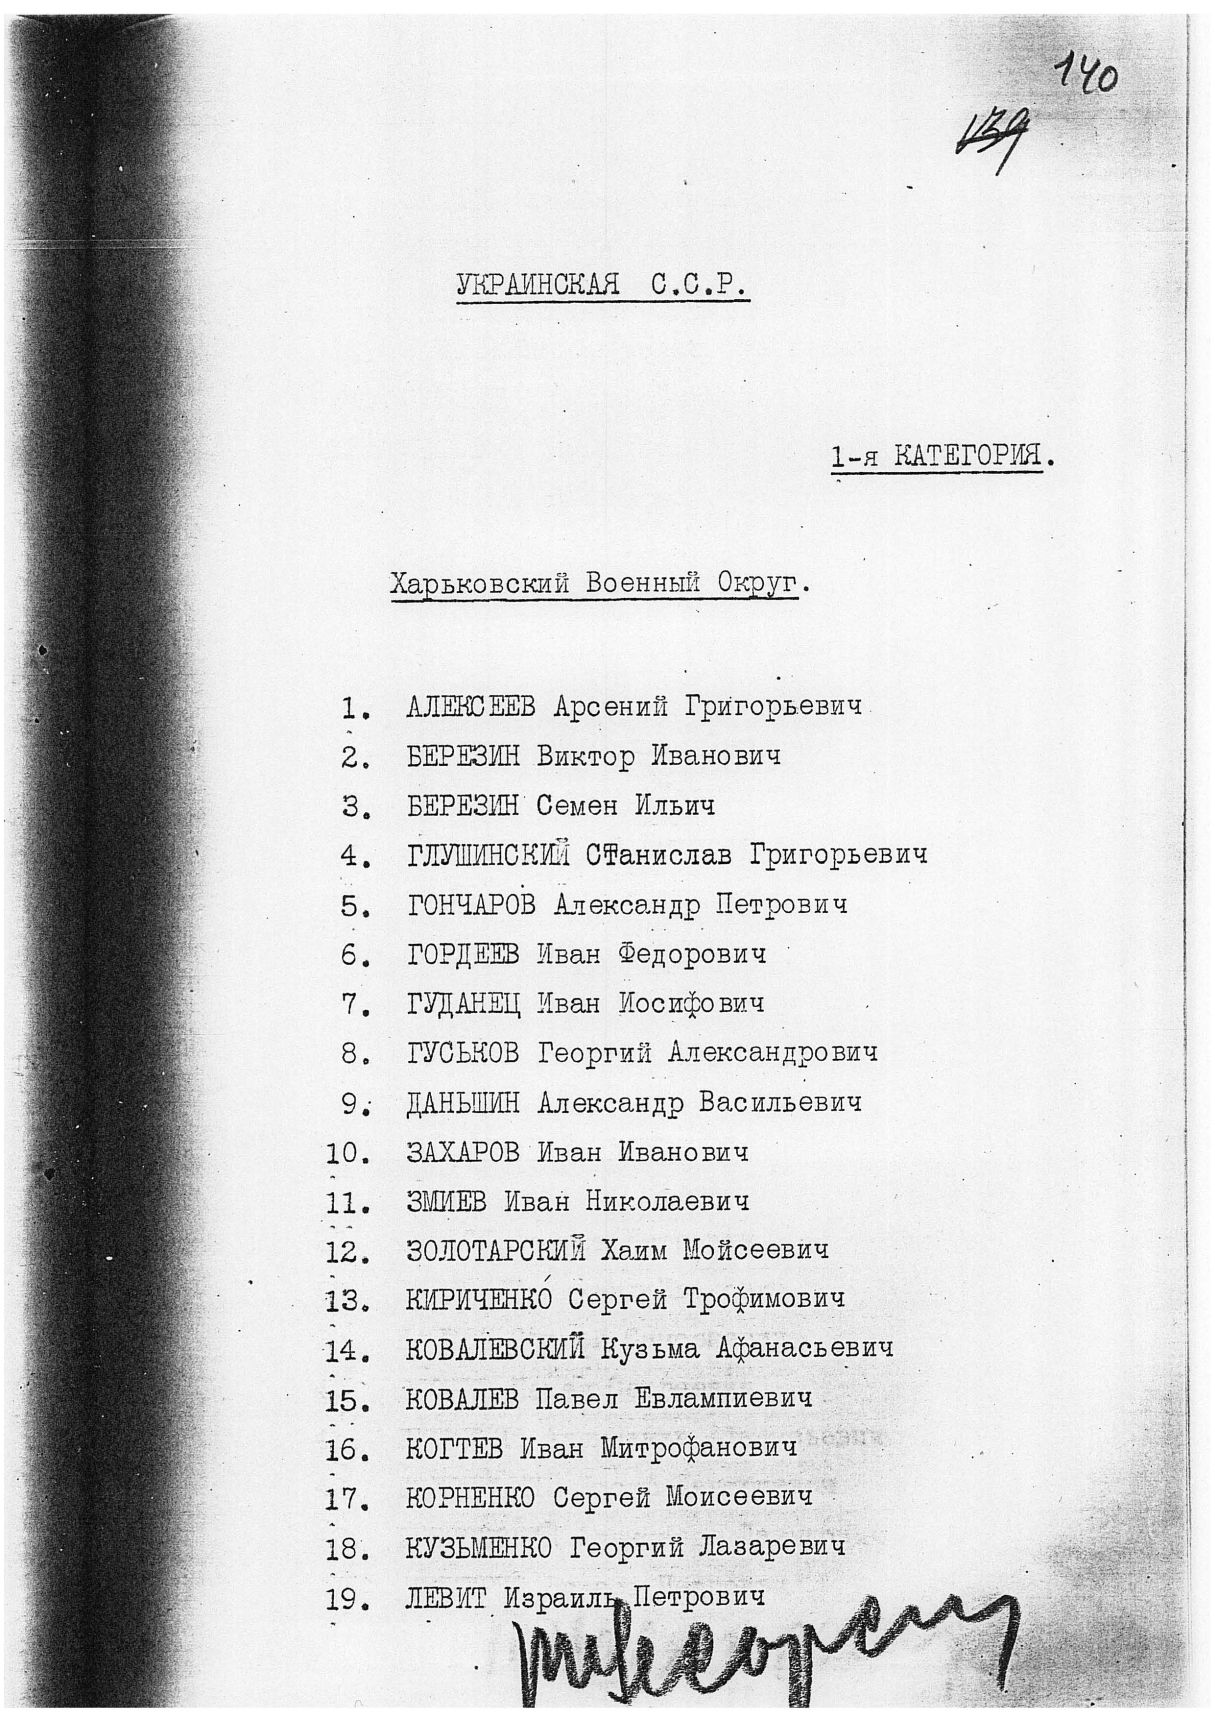 140
139
УКРАИНСКАЯ С.С.Р.
1-я КАТЕГОРИЯ.
Харьковский Военный Округ.
1. АЛЕКСЕЕВ Арсений Григорьевич
2. БЕРЕЗИН Виктор Иванович
3. БЕРЕЗИН Семен Ильич
4. ГЛУШИНСКИЙ СТанислав Григорьевич
5. ГОНЧАРОВ Александр Петрович
6. ГОРДЕЕВ Иван Федорович
7. ГУДАНЕЦ Иван Иосифович
8. ГУСЬКОВ Георгий Александрович
9. ДАНЬШИН Александр Васильевич
10. ЗАХАРОВ Иван Иванович
11. ЗМИЕВ Иван Николаевич
12. ЗОЛОТАРСКИЙ Хаим Мойсеевич
13. КИРИЧЕНКО Сергей Трофимович
14. КОВАЛЕВСКИЙ Кузьма Афанасьевич
15. КОВАЛЕВ Павел Евлампиевич
16. КОГТЕВ Иван Митрофанович
17. КОРНЕНКО Сергей Моисеевич
18. КУЗЬМЕНКО Георгий Лазаревич
19. ЛЕВИТ Израиль Петрович